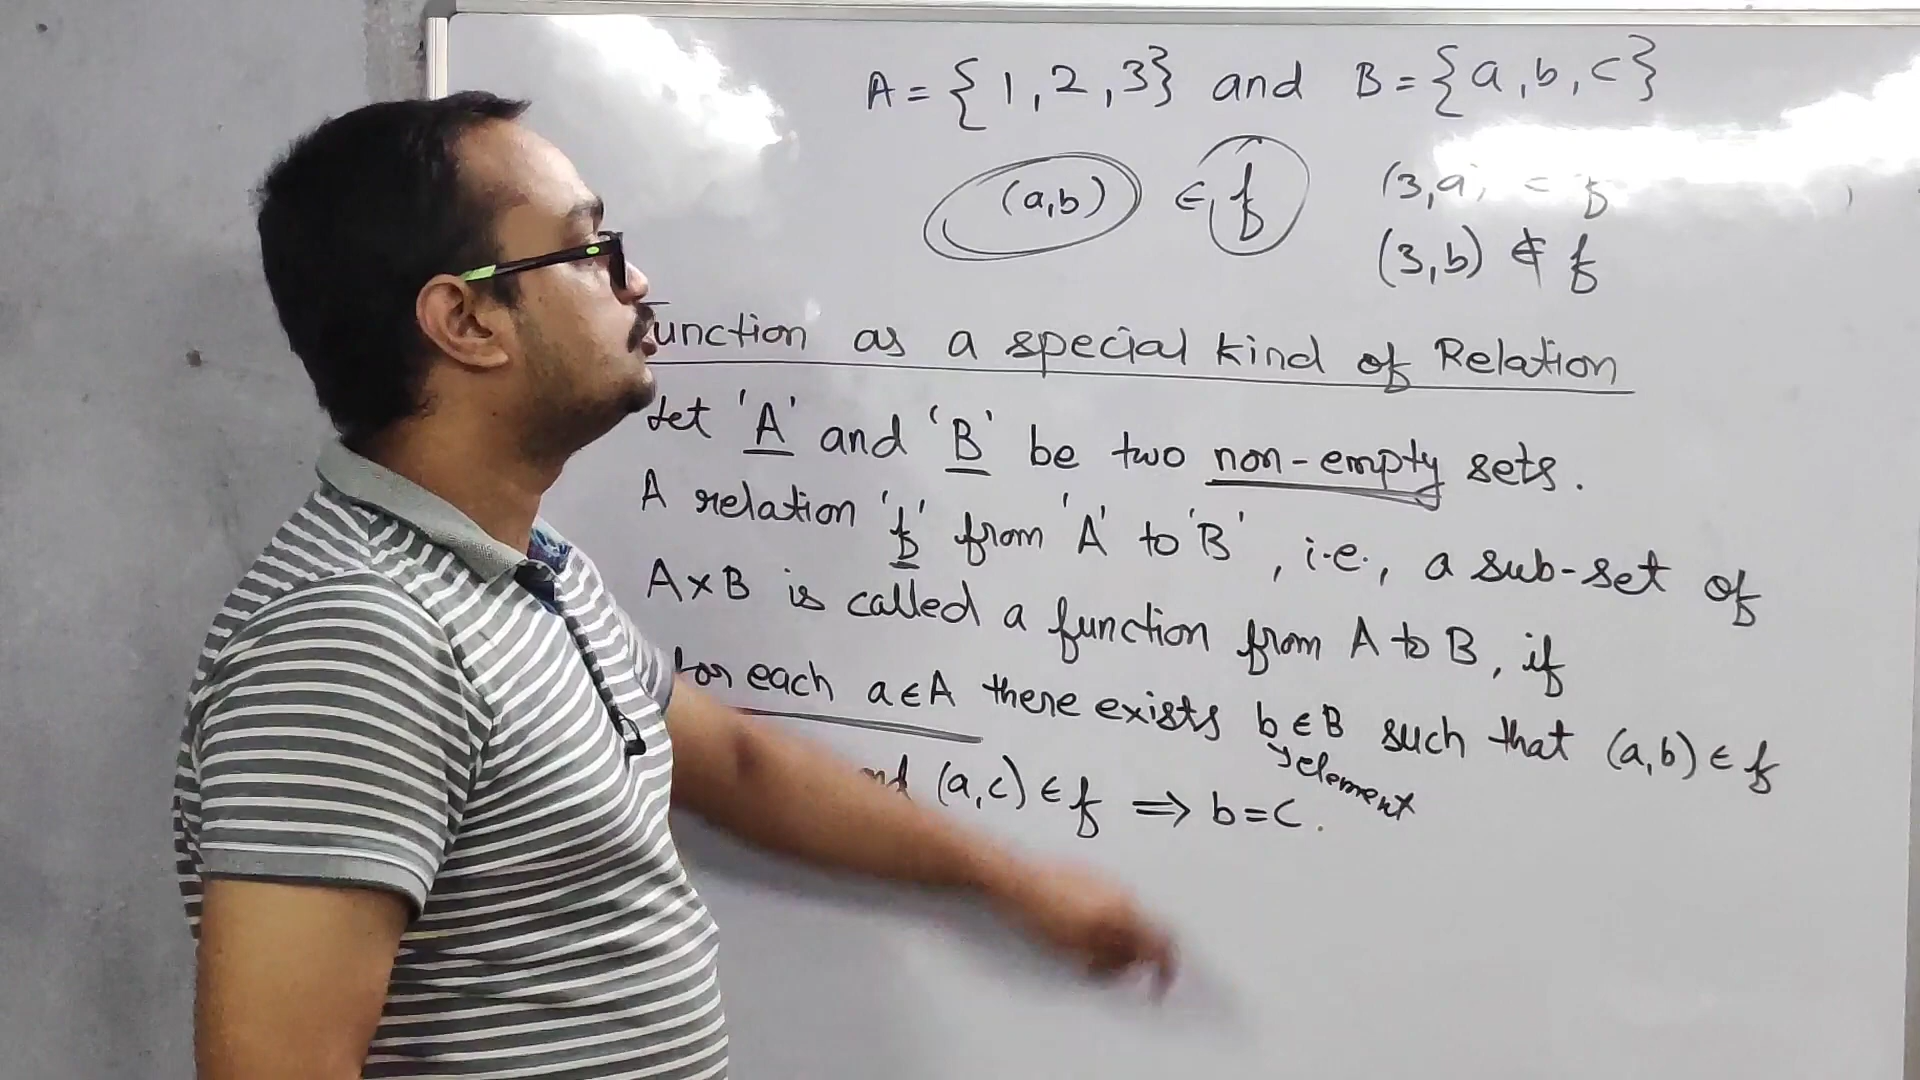 A = {1, 2, 3} and B = {a, b, c}
(a,b) ∈ f (3,a) ∈ f
(3,b) ∉ f
unction as a special kind of Relation
Let 'A' and 'B' be two non-empty sets.
A relation 'f' from 'A' to 'B', i.e., a sub-set of
A×B is called a function from A to B, if
for each a∈A there exists b∈B such that (a,b) ∈ f
element
(a,c) ∈ f ⇒ b=c.